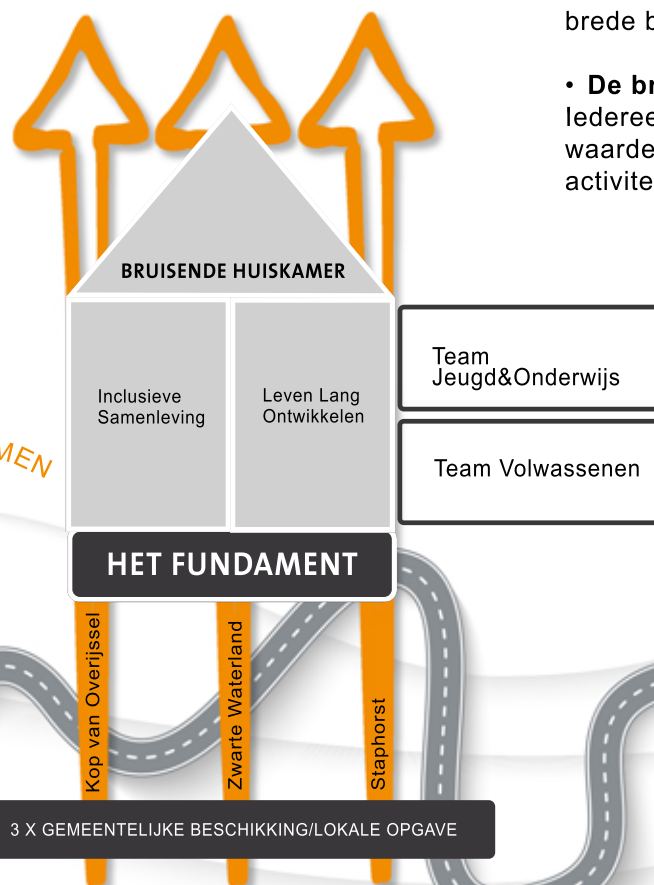 brede b
• De br
Iederee
waarde
activite
BRUISENDE HUISKAMER
Inclusieve
Samenleving
Leven Lang
Ontwikkelen
Team
Jeugd&Onderwijs
Team Volwassenen
MEN
HET FUNDAMENT
Kop van Overijssel
Zwarte Waterland
Staphorst
3 X GEMEENTELIJKE BESCHIKKING/LOKALE OPGAVE